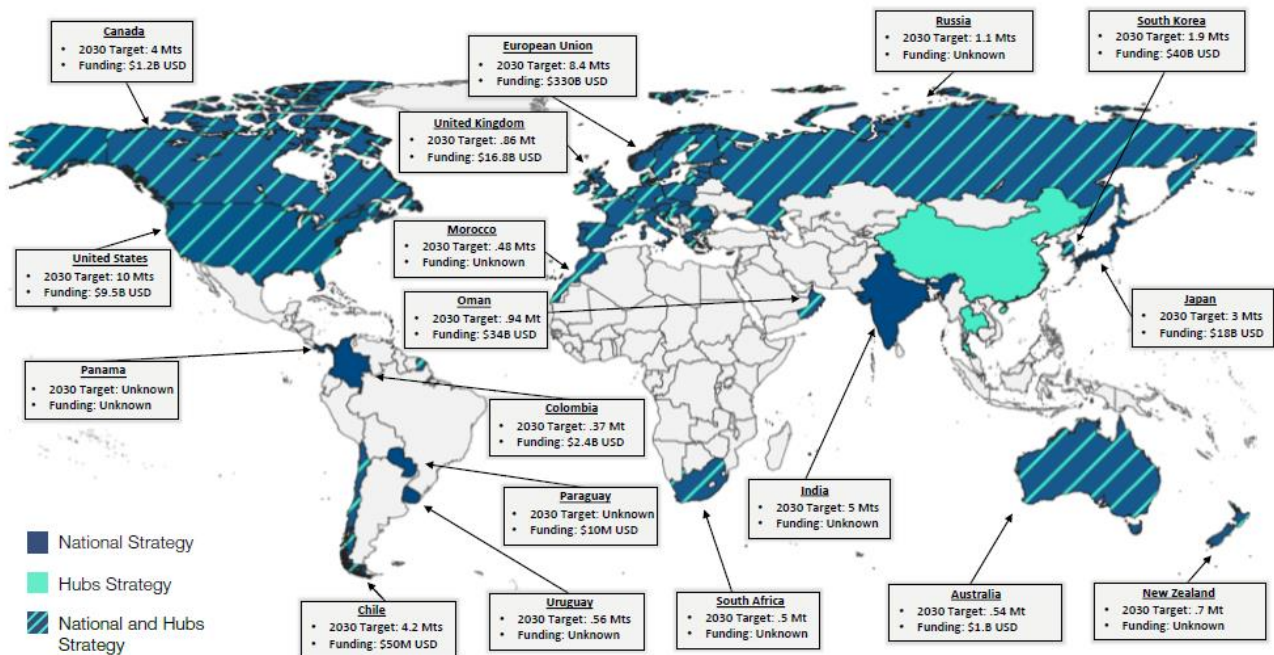 Canada
• 2030 Target: 4 Mts
• Funding: $1.2B USD
European Union
• 2030 Target: 8.4 Mts
• Funding: $330B USD
Russia
• 2030 Target: 1.1 Mts
• Funding: Unknown
South Korea
• 2030 Target: 1.9 Mts
• Funding: $40B USD
United Kingdom
• 2030 Target: .86 Mt
• Funding: $16.8B USD
Morocco
• 2030 Target: .48 Mts
• Funding: Unknown
United States
• 2030 Target: 10 Mts
• Funding: $9.5B USD
Oman
• 2030 Target: .94 Mt
• Funding: $34B USD
Japan
• 2030 Target: 3 Mts
• Funding: $18B USD
Panama
• 2030 Target: Unknown
• Funding: Unknown
Colombia
• 2030 Target: .37 Mt
• Funding: $2.4B USD
Paraguay
• 2030 Target: Unknown
• Funding: $10M USD
India
• 2030 Target: 5 Mts
• Funding: Unknown
National Strategy
Hubs Strategy
National and Hubs
Strategy
Chile
• 2030 Target: 4.2 Mts
• Funding: $50M USD
Uruguay
• 2030 Target: .56 Mts
• Funding: Unknown
South Africa
• 2030 Target: .5 Mt
• Funding: Unknown
Australia
• 2030 Target: .54 Mt
• Funding: $1.B USD
New Zealand
• 2030 Target: .7 Mt
• Funding: Unknown